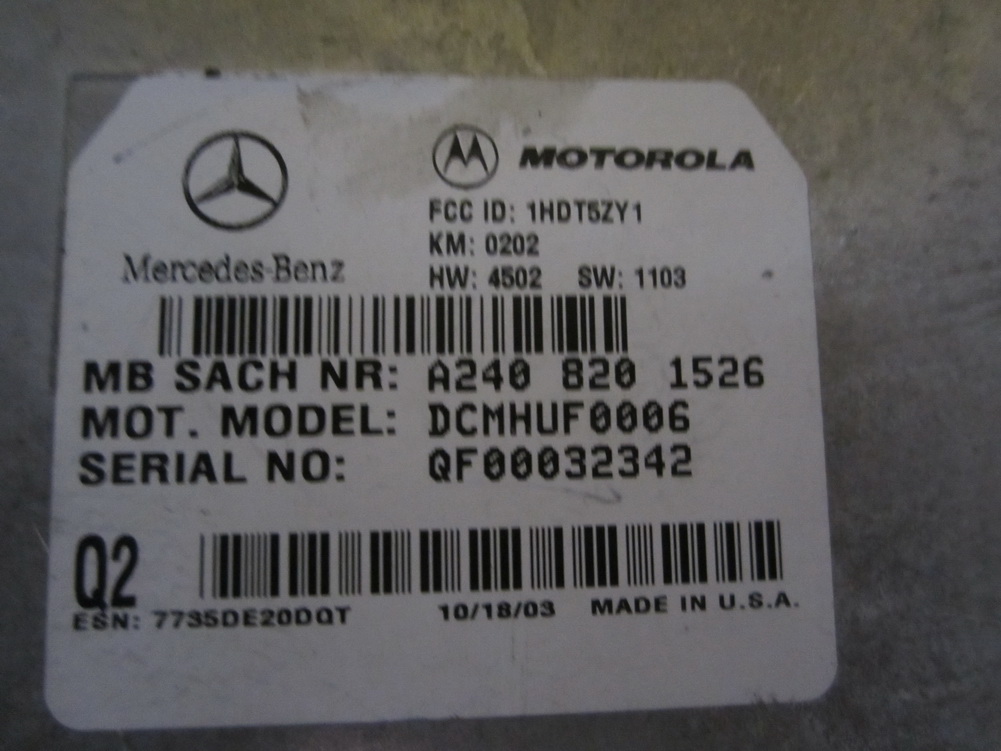 MOTOROLA
FCC ID: 1HDT5ZY1
KM: 0202
Mercedes-Benz
HW: 4502 SW: 1103
MB SACH NR: A240 820 1526
MOT. MODEL: DCMHUF0006
SERIAL NO: QF00032342
Q2
ESN: 7735DE20DQT 10/18/03 MADE IN U.S.A.